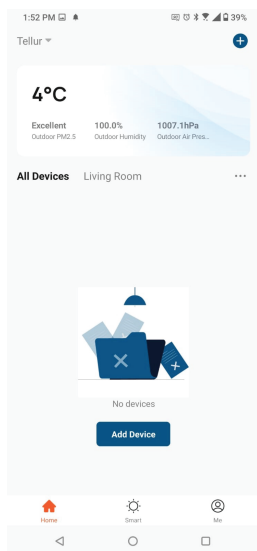 1:52 PM 39%
Tellur
4°C
Excellent 100.0% 1007.1hPa
Outdoor PM2.5 Outdoor Humidity Outdoor Air Pres...
All Devices Living Room ...
No devices
Add Device
Home Smart Me